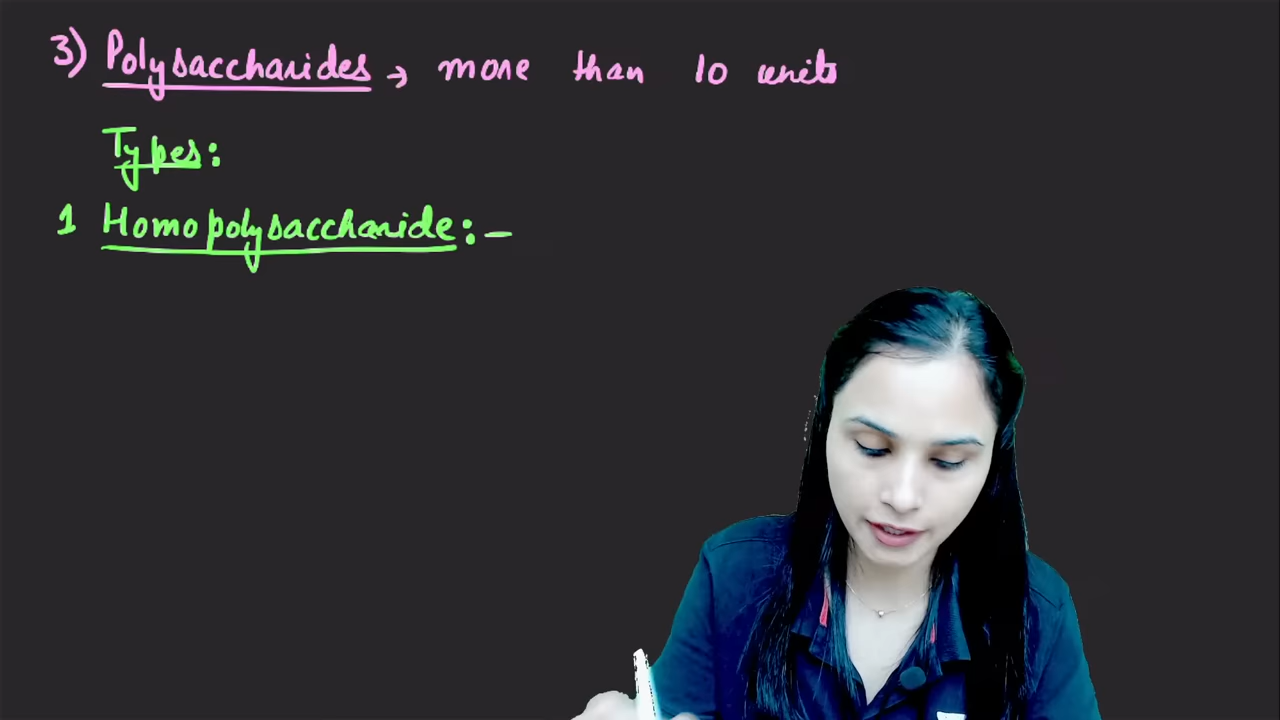 3) Polysaccharides → more than 10 units
Types:
1 Homopolysaccharide:-